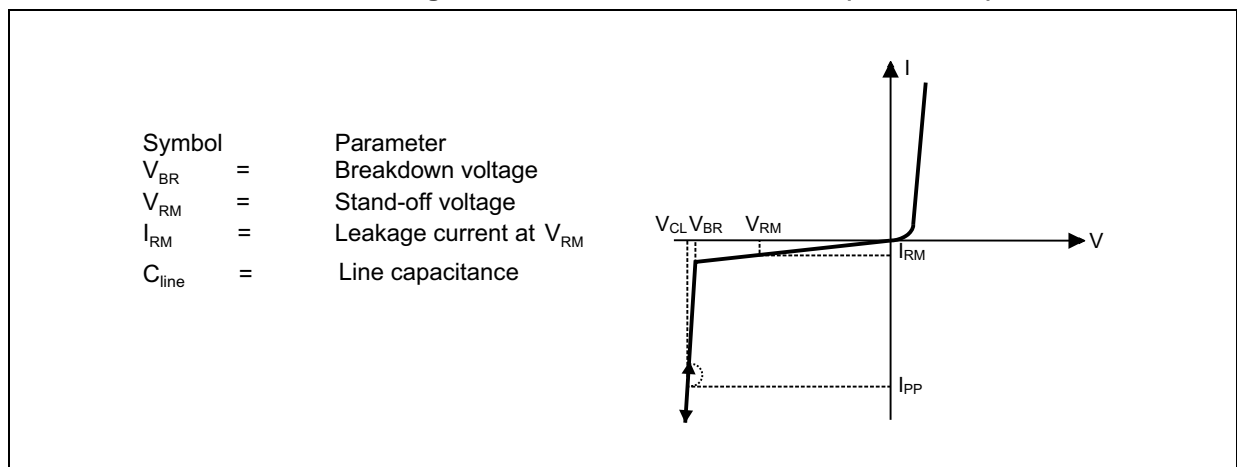 Symbol Parameter
V_BR = Breakdown voltage
V_RM = Stand-off voltage
I_RM = Leakage current at V_RM
C_line = Line capacitance
I
V_CL V_BR V_RM
V
I_RM
I_PP